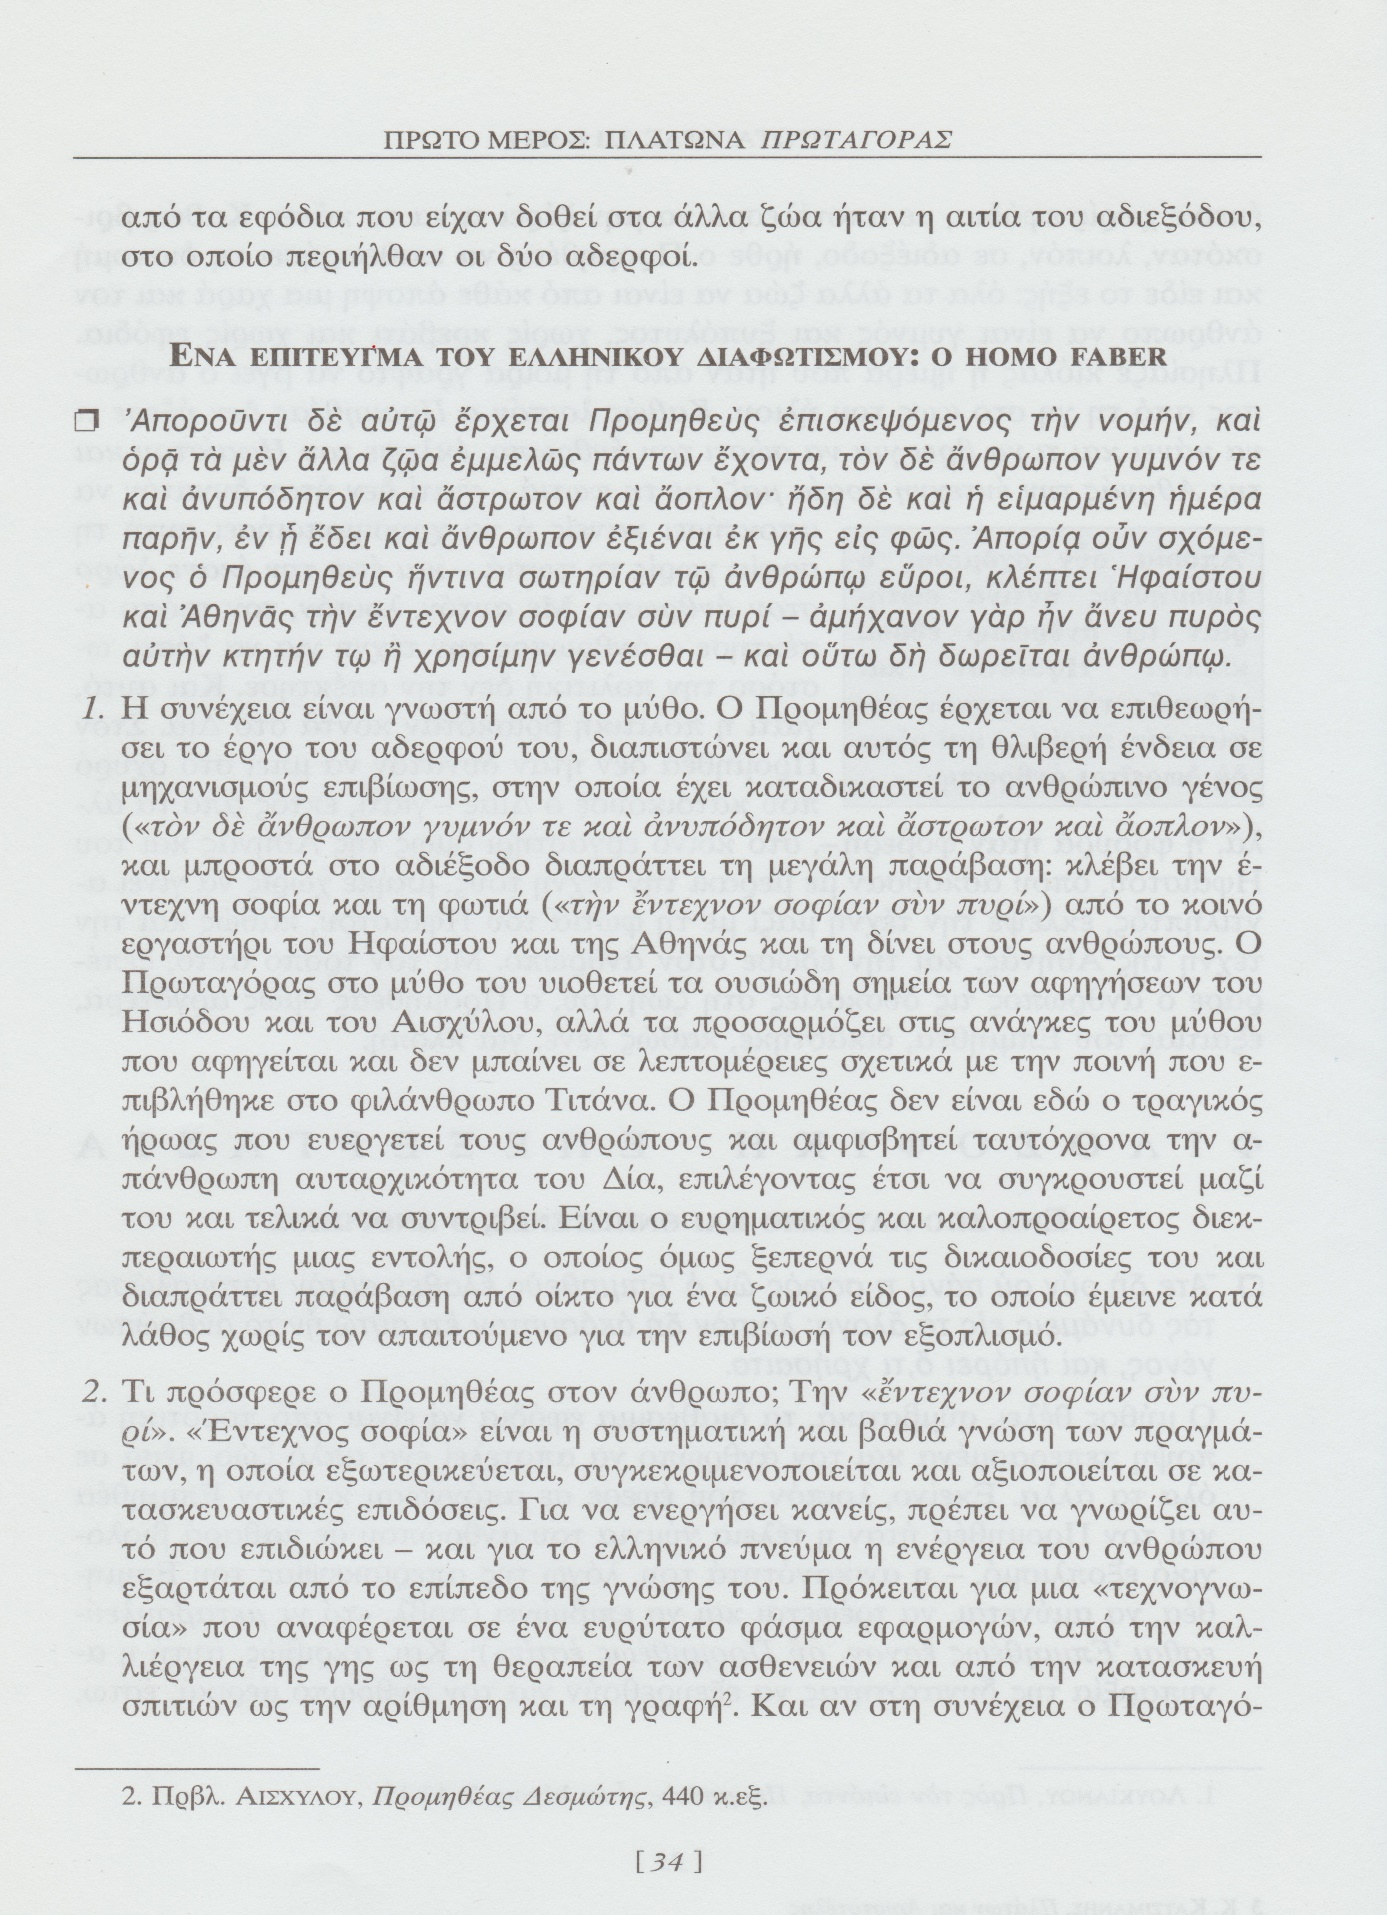 ΠΡΩΤΟ ΜΕΡΟΣ: ΠΛΑΤΩΝΑ ΠΡΩΤΑΓΟΡΑΣ
από τα εφόδια που είχαν δοθεί στα άλλα ζώα ήταν η αιτία του αδιεξόδου,
στο οποίο περιήλθαν οι δύο αδερφοί.
ΕΝΑ ΕΠΙΤΕΥΓΜΑ ΤΟΥ ΕΛΛΗΝΙΚΟΥ ΔΙΑΦΩΤΙΣΜΟΥ: Ο HOMO FABER
❒ Ἀποροῦντι δὲ αὐτῷ ἔρχεται Προμηθεὺς ἐπισκεψόμενος τὴν νομήν, καὶ
ὁρᾷ τὰ μὲν ἄλλα ζῷα ἐμμελῶς πάντων ἔχοντα, τὸν δὲ ἄνθρωπον γυμνόν τε
καὶ ἀνυπόδητον καὶ ἄστρωτον καὶ ἄοπλον· ἤδη δὲ καὶ ἡ εἱμαρμένη ἡμέρα
παρῆν, ἐν ᾗ ἔδει καὶ ἄνθρωπον ἐξιέναι ἐκ γῆς εἰς φῶς. Ἀπορίᾳ οὖν σχόμε-
νος ὁ Προμηθεὺς ἥντινα σωτηρίαν τῷ ἀνθρώπῳ εὕροι, κλέπτει Ἡφαίστου
καὶ Ἀθηνᾶς τὴν ἔντεχνον σοφίαν σὺν πυρί – ἀμήχανον γὰρ ἦν ἄνευ πυρὸς
αὐτὴν κτητήν τῳ ἢ χρησίμην γενέσθαι – καὶ οὕτω δὴ δωρεῖται ἀνθρώπῳ.
1. Η συνέχεια είναι γνωστή από το μύθο. Ο Προμηθέας έρχεται να επιθεωρή-
σει το έργο του αδερφού του, διαπιστώνει και αυτός τη θλιβερή ένδεια σε
μηχανισμούς επιβίωσης, στην οποία έχει καταδικαστεί το ανθρώπινο γένος
(«τὸν δὲ ἄνθρωπον γυμνόν τε καὶ ἀνυπόδητον καὶ ἄστρωτον καὶ ἄοπλον»),
και μπροστά στο αδιέξοδο διαπράττει τη μεγάλη παράβαση: κλέβει την έ-
ντεχνη σοφία και τη φωτιά («τὴν ἔντεχνον σοφίαν σὺν πυρί») από το κοινό
εργαστήρι του Ηφαίστου και της Αθηνάς και τη δίνει στους ανθρώπους. Ο
Πρωταγόρας στο μύθο του υιοθετεί τα ουσιώδη σημεία των αφηγήσεων του
Ησιόδου και του Αισχύλου, αλλά τα προσαρμόζει στις ανάγκες του μύθου
που αφηγείται και δεν μπαίνει σε λεπτομέρειες σχετικά με την ποινή που ε-
πιβλήθηκε στο φιλάνθρωπο Τιτάνα. Ο Προμηθέας δεν είναι εδώ ο τραγικός
ήρωας που ευεργετεί τους ανθρώπους και αμφισβητεί ταυτόχρονα την α-
πάνθρωπη αυταρχικότητα του Δία, επιλέγοντας έτσι να συγκρουστεί μαζί
του και τελικά να συντριβεί. Είναι ο ευρηματικός και καλοπροαίρετος διεκ-
περαιωτής μιας εντολής, ο οποίος όμως ξεπερνά τις δικαιοδοσίες του και
διαπράττει παράβαση από οίκτο για ένα ζωικό είδος, το οποίο έμεινε κατά
λάθος χωρίς τον απαιτούμενο για την επιβίωσή τον εξοπλισμό.
2. Τι πρόσφερε ο Προμηθέας στον άνθρωπο; Την «ἔντεχνον σοφίαν σὺν πυ-
ρί». «Έντεχνος σοφία» είναι η συστηματική και βαθιά γνώση των πραγμά-
των, η οποία εξωτερικεύεται, συγκεκριμενοποιείται και αξιοποιείται σε κα-
τασκευαστικές επιδόσεις. Για να ενεργήσει κανείς, πρέπει να γνωρίζει αυ-
τό που επιδιώκει – και για το ελληνικό πνεύμα η ενέργεια του ανθρώπου
εξαρτάται από το επίπεδο της γνώσης του. Πρόκειται για μια «τεχνογνω-
σία» που αναφέρεται σε ένα ευρύτατο φάσμα εφαρμογών, από την καλ-
λιέργεια της γης ως τη θεραπεία των ασθενειών και από την κατασκευή
σπιτιών ως την αρίθμηση και τη γραφή². Και αν στη συνέχεια ο Πρωταγό-
2. Πρβλ. ΑΙΣΧΥΛΟΥ, Προμηθέας Δεσμώτης, 440 κ.εξ.
[34]